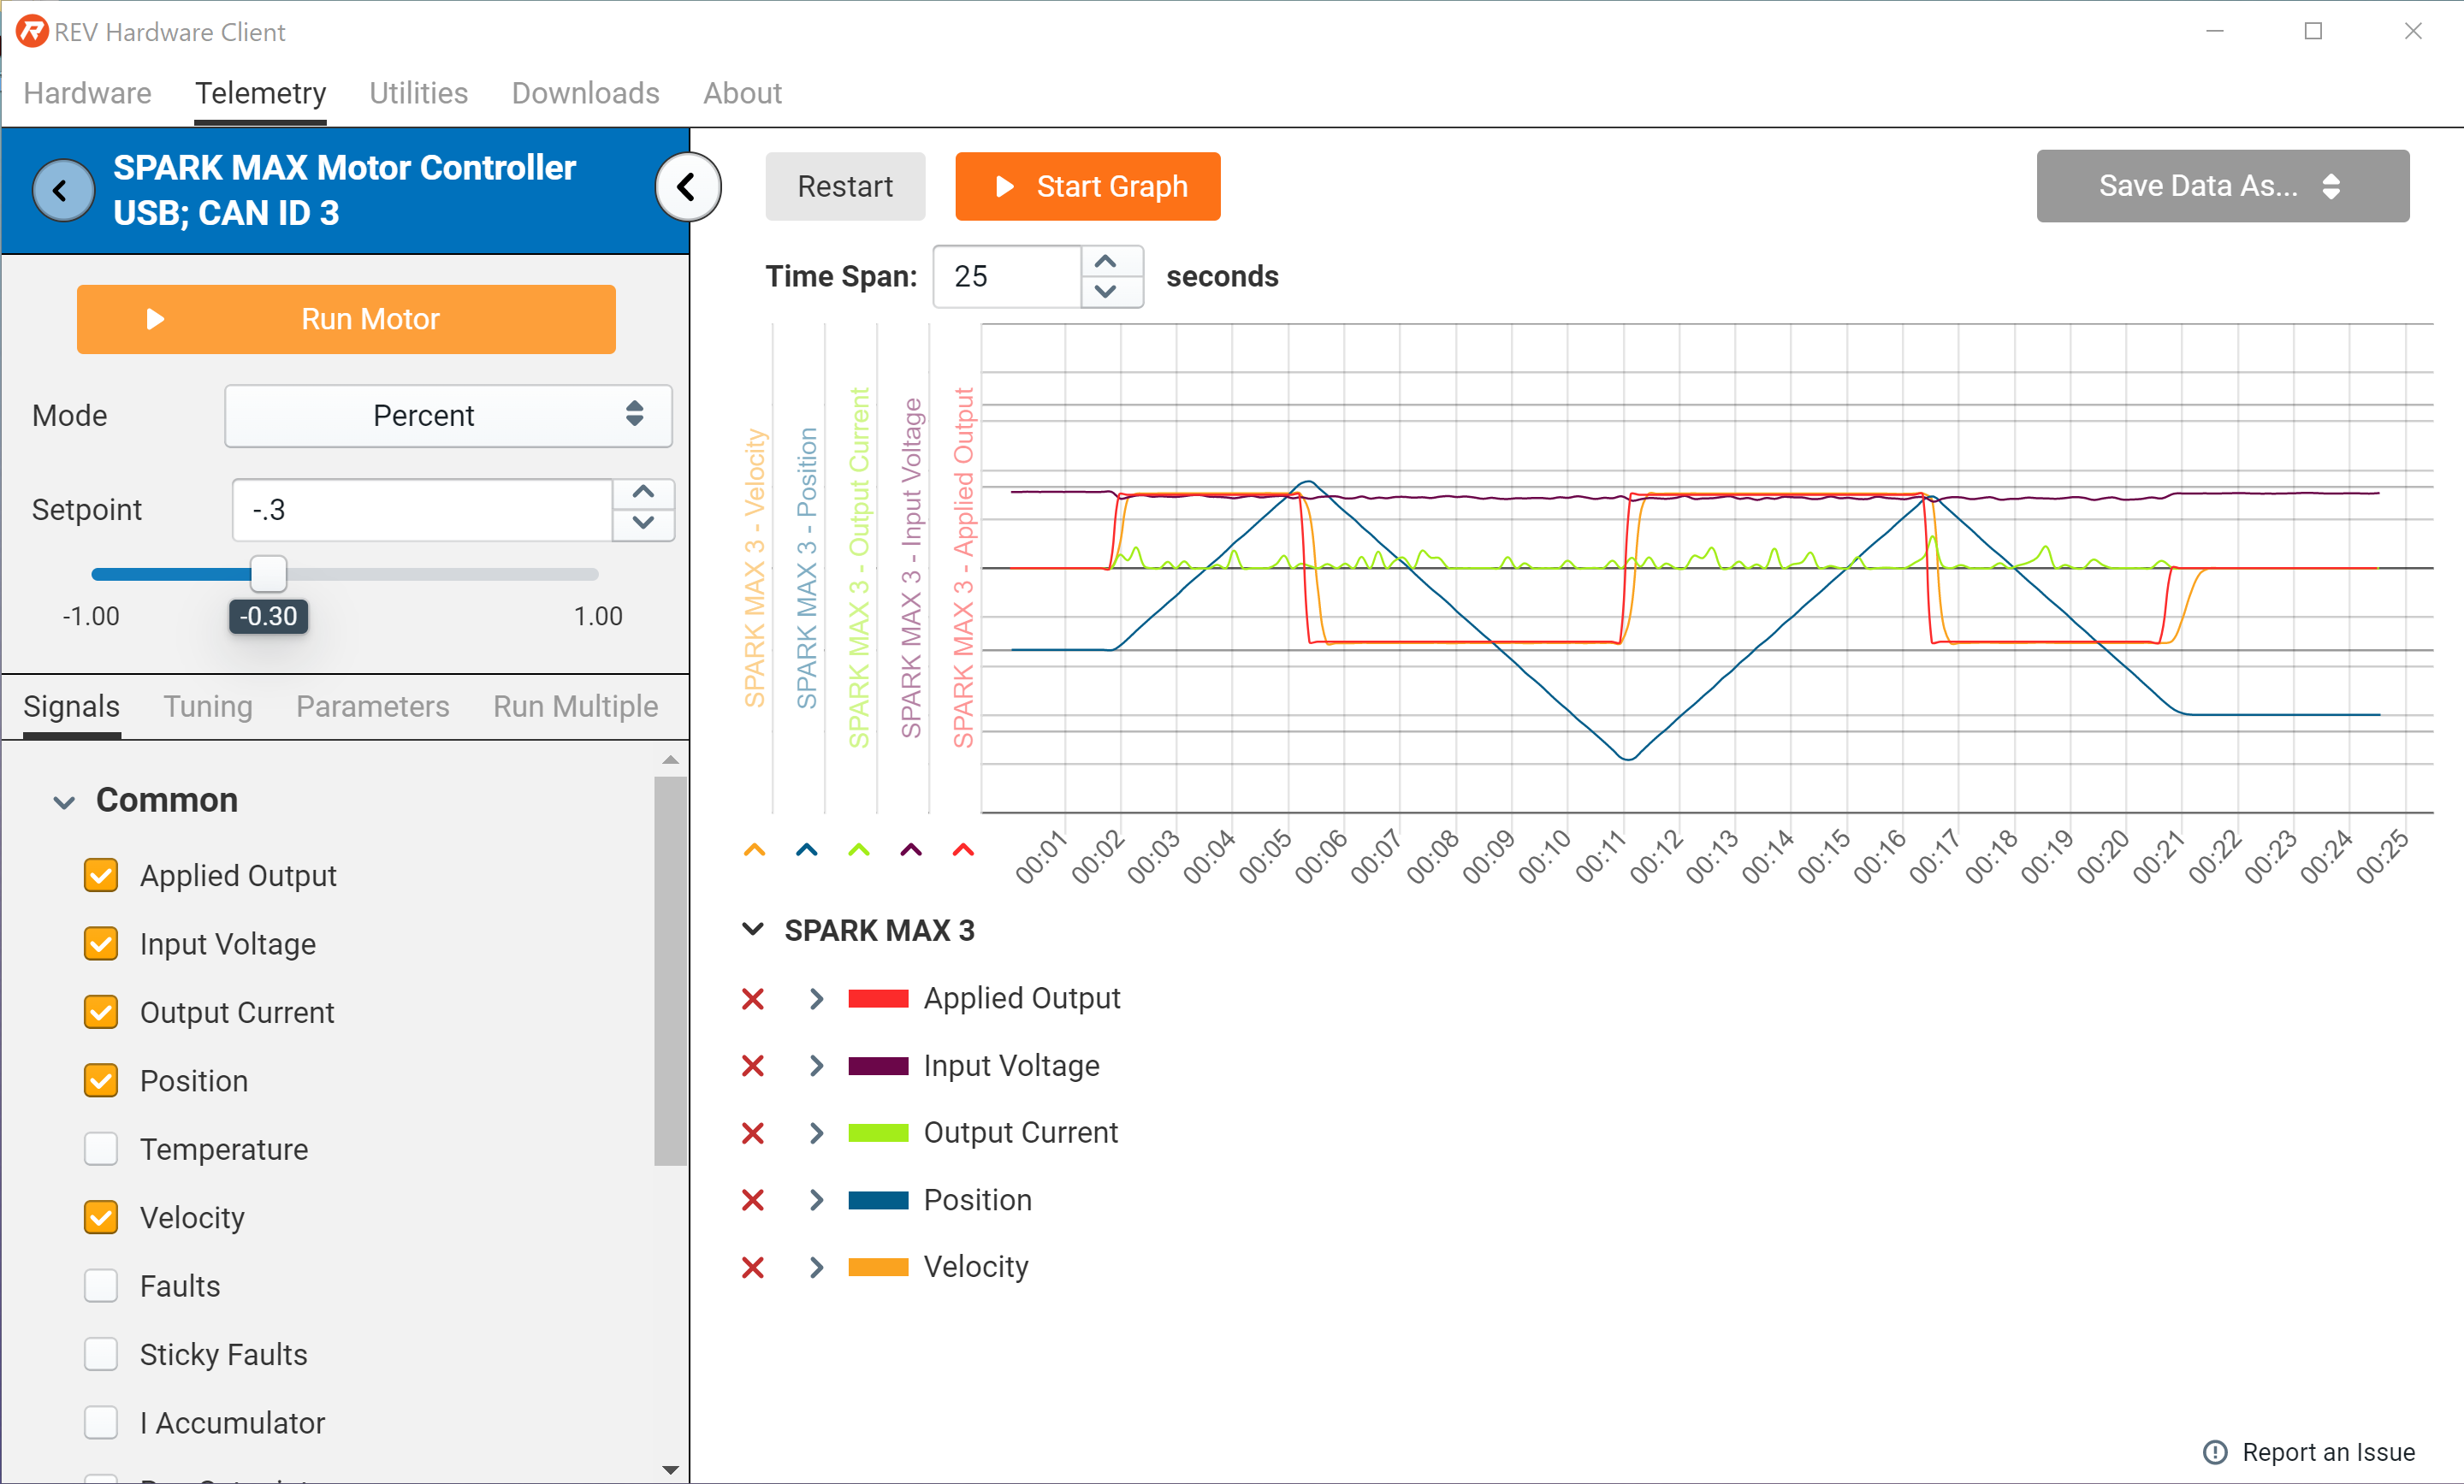 REV Hardware Client
Hardware Telemetry Utilities Downloads About
SPARK MAX Motor Controller
USB; CAN ID 3
Run Motor
Mode Percent
Setpoint -.3
-1.00 -0.30 1.00
Signals Tuning Parameters Run Multiple
Common
Applied Output
Input Voltage
Output Current
Position
Temperature
Velocity
Faults
Sticky Faults
I Accumulator
Restart Start Graph Save Data As...
Time Span: 25 seconds
SPARK MAX 3 - Velocity
SPARK MAX 3 - Position
SPARK MAX 3 - Output Current
SPARK MAX 3 - Input Voltage
SPARK MAX 3 - Applied Output
00:01 00:02 00:03 00:04 00:05 00:06 00:07 00:08 00:09 00:10 00:11 00:12 00:13 00:14 00:15 00:16 00:17 00:18 00:19 00:20 00:21 00:22 00:23 00:24 00:25
SPARK MAX 3
Applied Output
Input Voltage
Output Current
Position
Velocity
Report an Issue